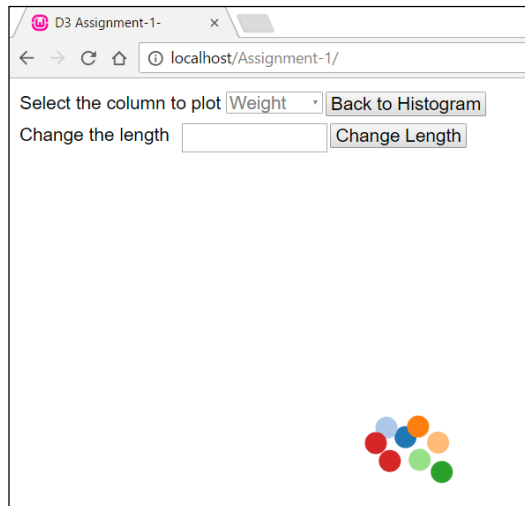 D3 Assignment-1-
localhost/Assignment-1/
Select the column to plot Weight Back to Histogram
Change the length Change Length